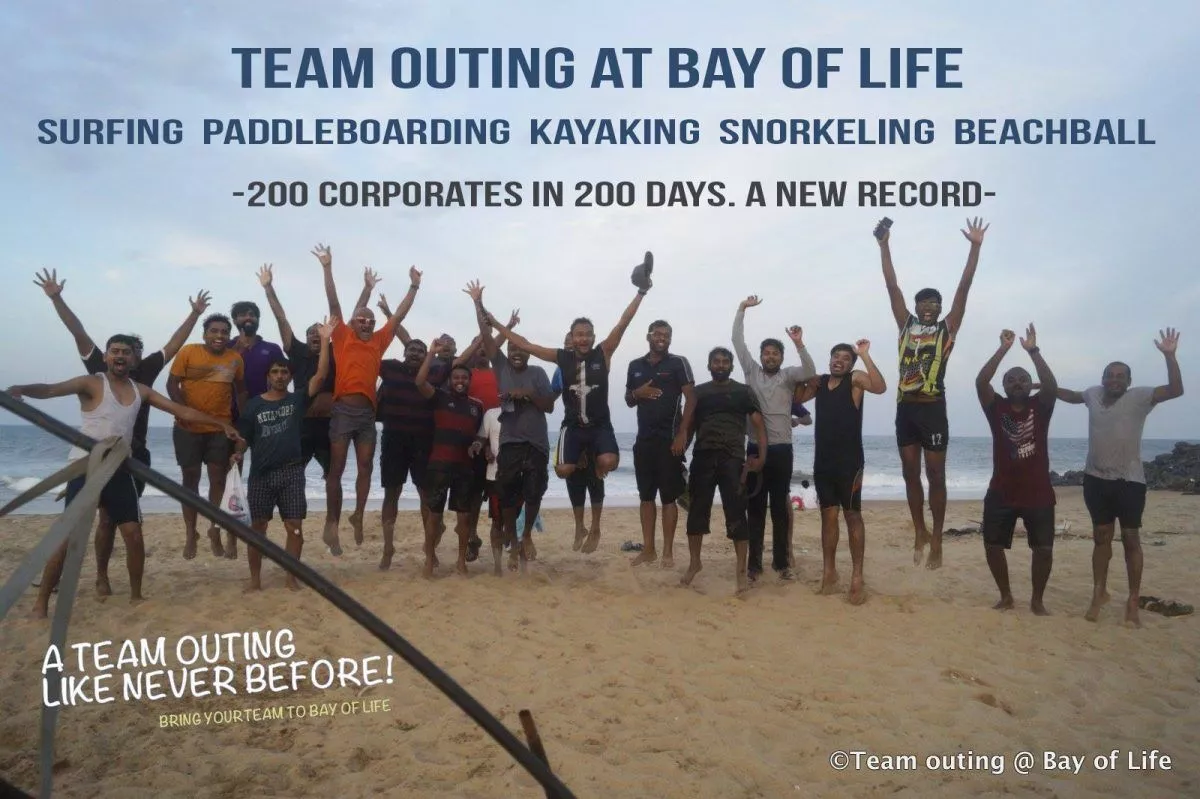 TEAM OUTING AT BAY OF LIFE
SURFING PADDLEBOARDING KAYAKING SNORKELING BEACHBALL
-200 CORPORATES IN 200 DAYS. A NEW RECORD-
12
A TEAM OUTING
LIKE NEVER BEFORE!
BRING YOUR TEAM TO BAY OF LIFE
©Team outing @ Bay of Life